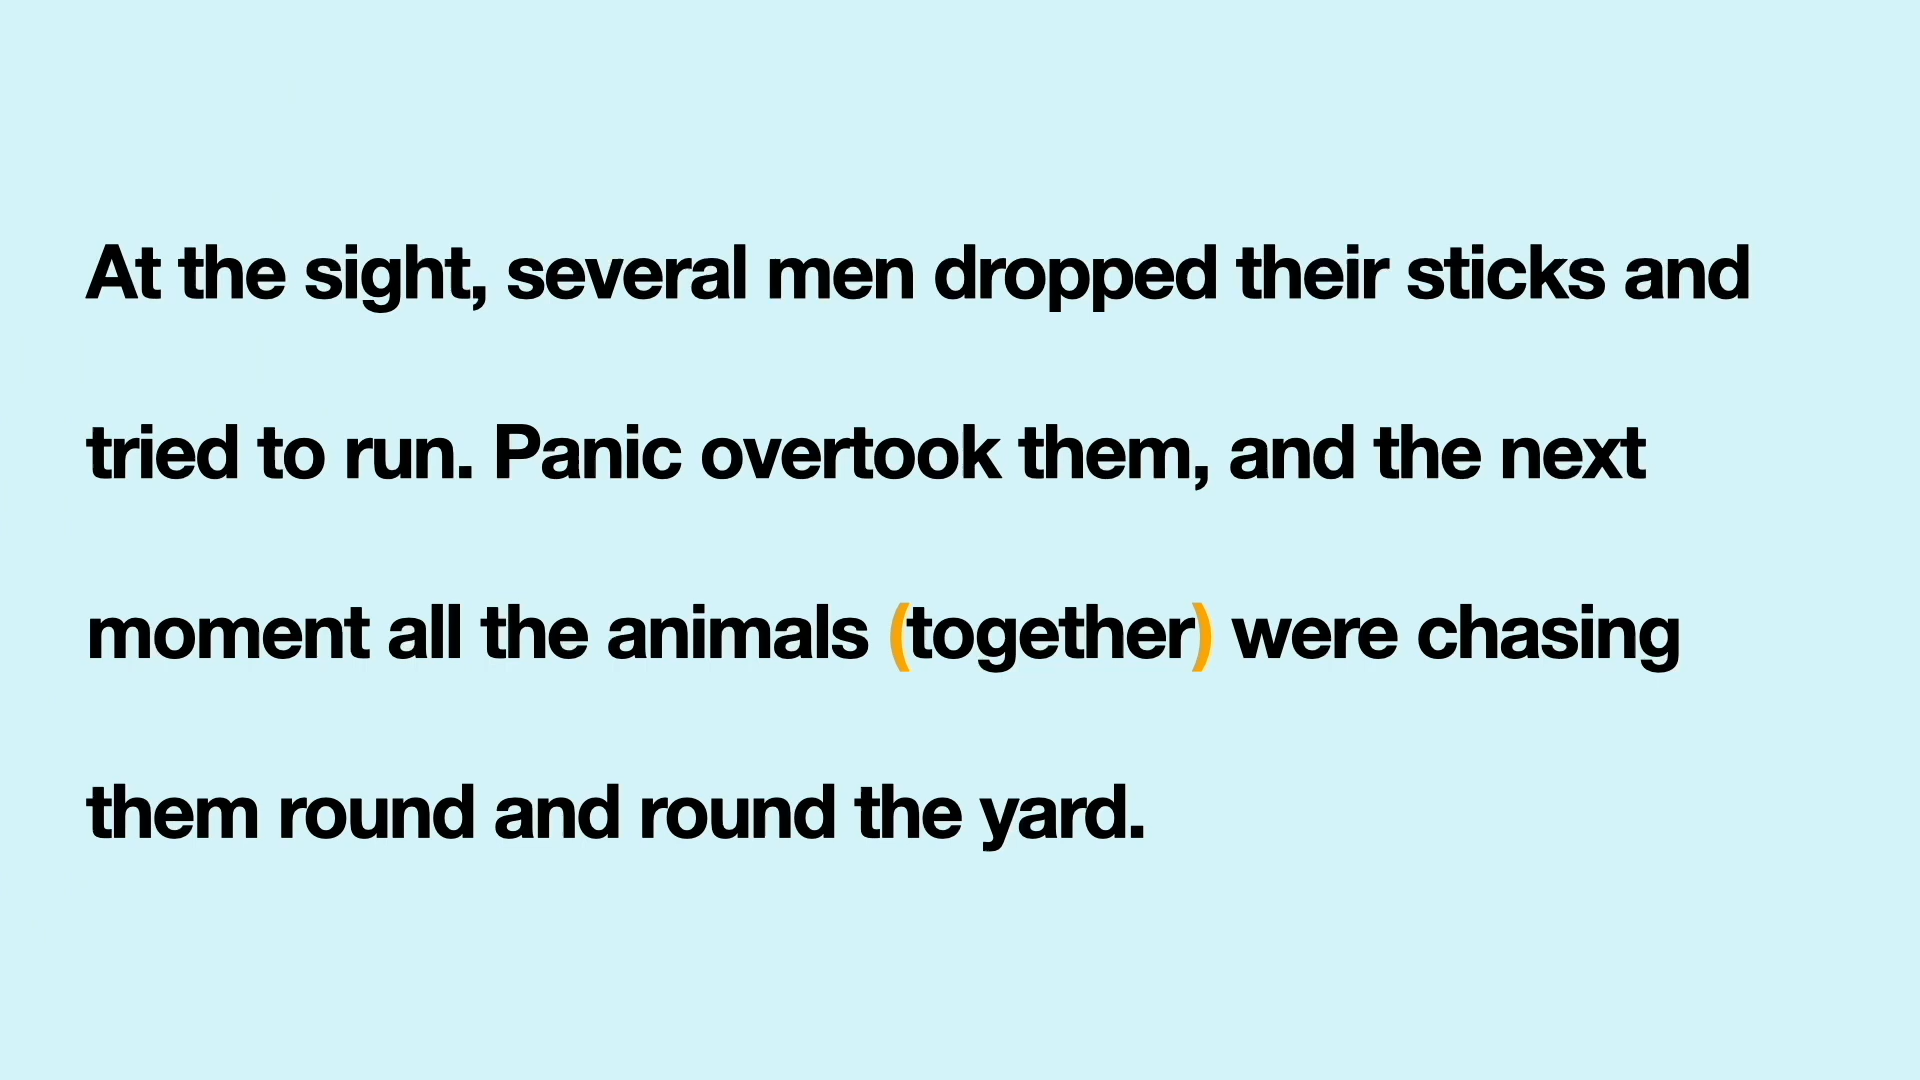 At the sight, several men dropped their sticks and
tried to run. Panic overtook them, and the next
moment all the animals (together) were chasing
them round and round the yard.